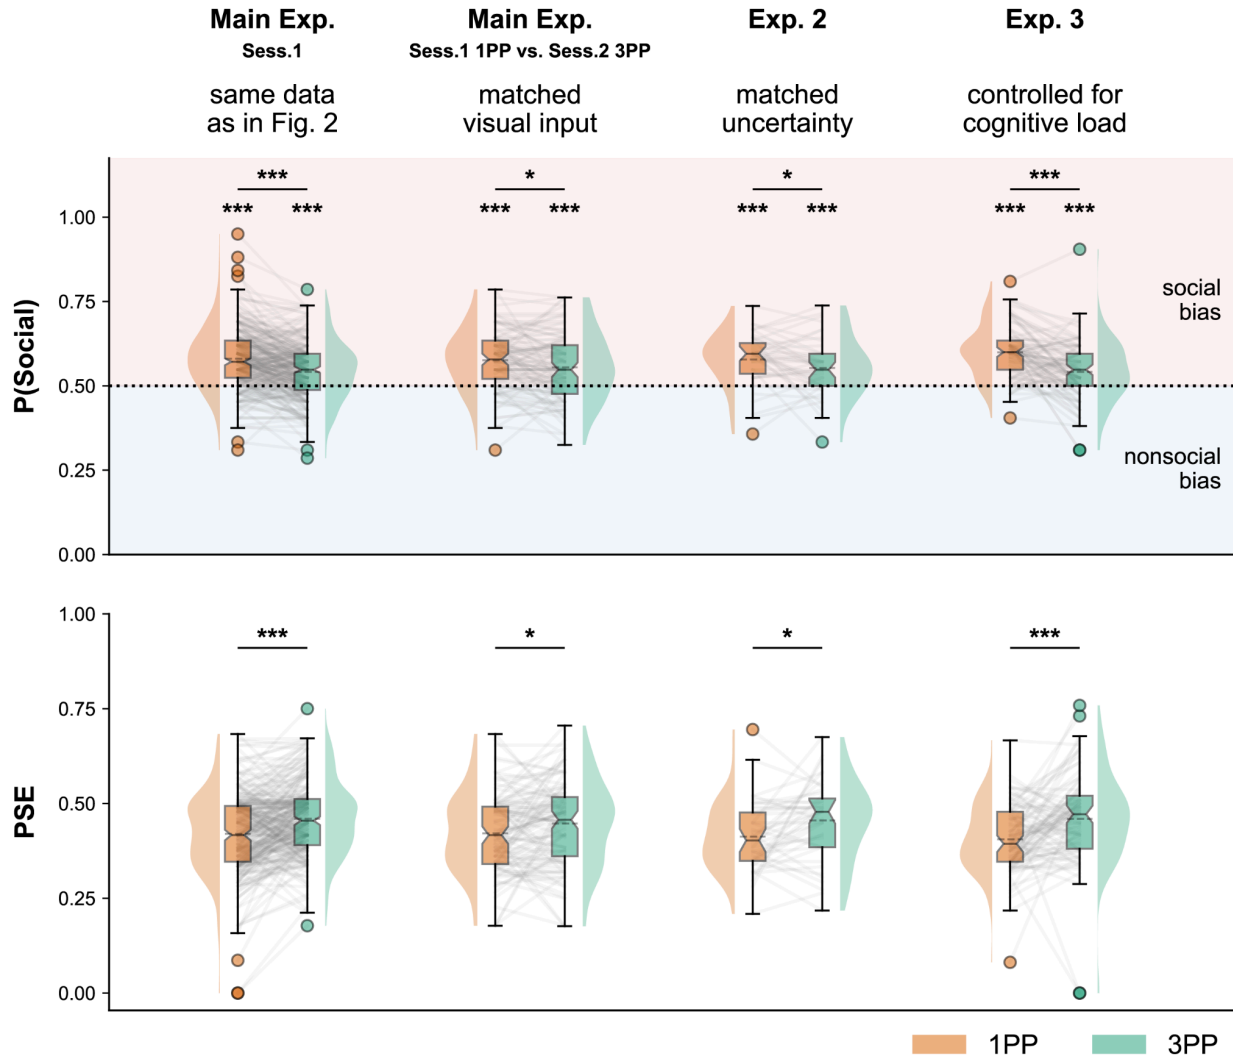 Main Exp.
Sess.1
same data
as in Fig. 2
Main Exp.
Sess.1 1PP vs. Sess.2 3PP
matched
visual input
Exp. 2
matched
uncertainty
Exp. 3
controlled for
cognitive load
P(Social)
1.00
0.75
0.50
0.25
0.00
***
*** ***
*
*** ***
*
*** ***
***
*** ***
social
bias
nonsocial
bias
PSE
1.00
0.75
0.50
0.25
0.00
***
*
*
***
1PP
3PP